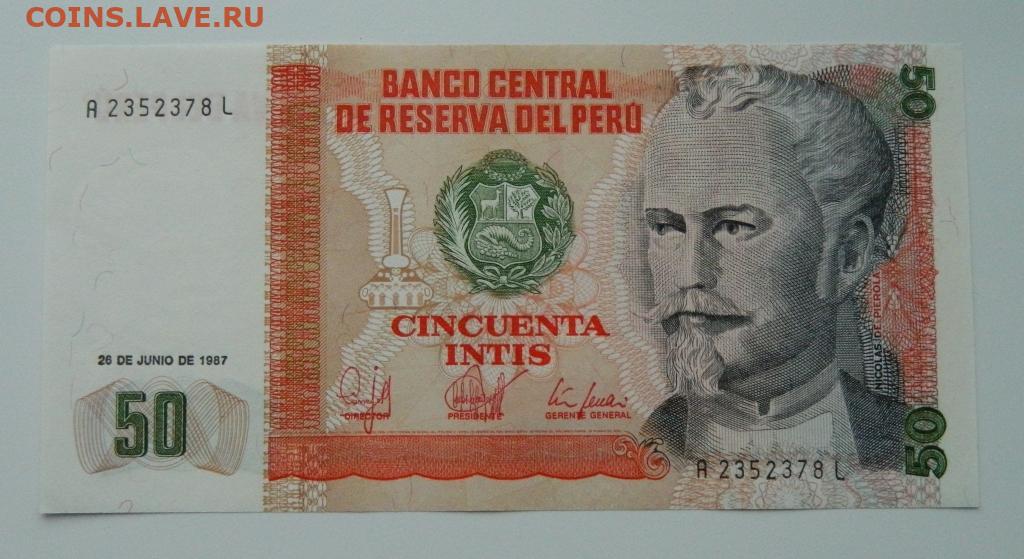 COINS.LAVE.RU
A 2352378 L
BANCO CENTRAL
DE RESERVA DEL PERÚ
50
CINCUENTA
INTIS
NICOLAS DE PIEROLA
26 DE JUNIO DE 1987
50
DIRECTOR
PRESIDENTE
GERENTE GENERAL
A 2352378 L
50